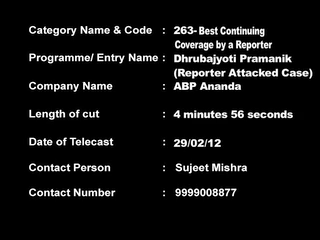 Category Name & Code : 263- Best Continuing
Coverage by a Reporter
Programme/ Entry Name : Dhrubajyoti Pramanik
(Reporter Attacked Case)
Company Name : ABP Ananda
Length of cut : 4 minutes 56 seconds
Date of Telecast : 29/02/12
Contact Person : Sujeet Mishra
Contact Number : 9999008877